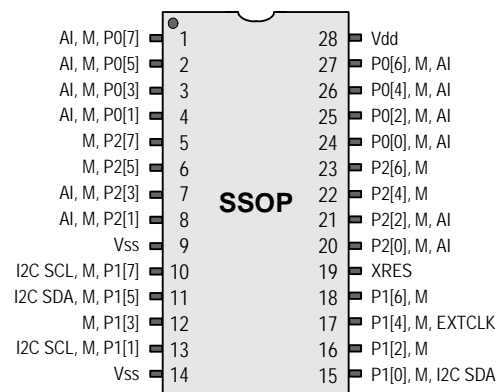 AI, M, P0[7] 1 28 Vdd
AI, M, P0[5] 2 27 P0[6], M, AI
AI, M, P0[3] 3 26 P0[4], M, AI
AI, M, P0[1] 4 25 P0[2], M, AI
M, P2[7] 5 24 P0[0], M, AI
M, P2[5] 6 23 P2[6], M
AI, M, P2[3] 7 22 P2[4], M
SSOP
AI, M, P2[1] 8 21 P2[2], M, AI
Vss 9 20 P2[0], M, AI
I2C SCL, M, P1[7] 10 19 XRES
I2C SDA, M, P1[5] 11 18 P1[6], M
M, P1[3] 12 17 P1[4], M, EXTCLK
I2C SCL, M, P1[1] 13 16 P1[2], M
Vss 14 15 P1[0], M, I2C SDA